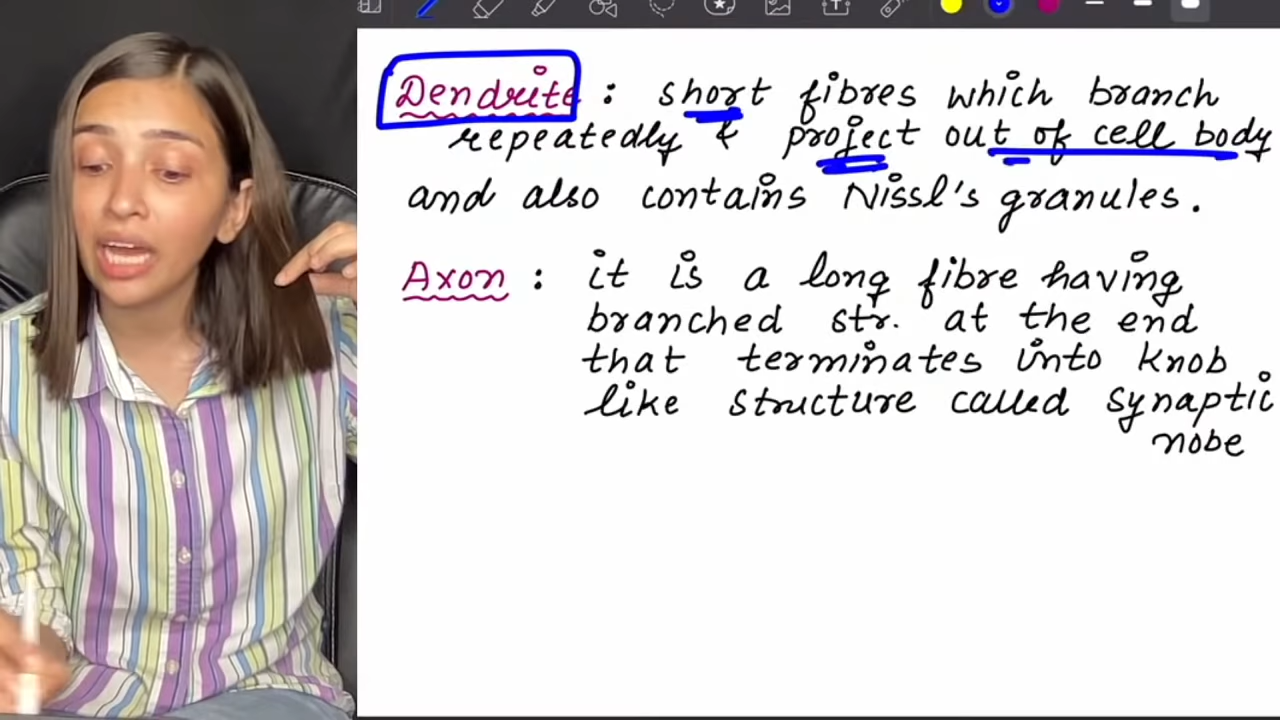 Dendrite : short fibres which branch
repeatedly & project out of cell body
and also contains Nissl's granules.
Axon : it is a long fibre having
branched str. at the end
that terminates into knob
like structure called synaptic
nobe